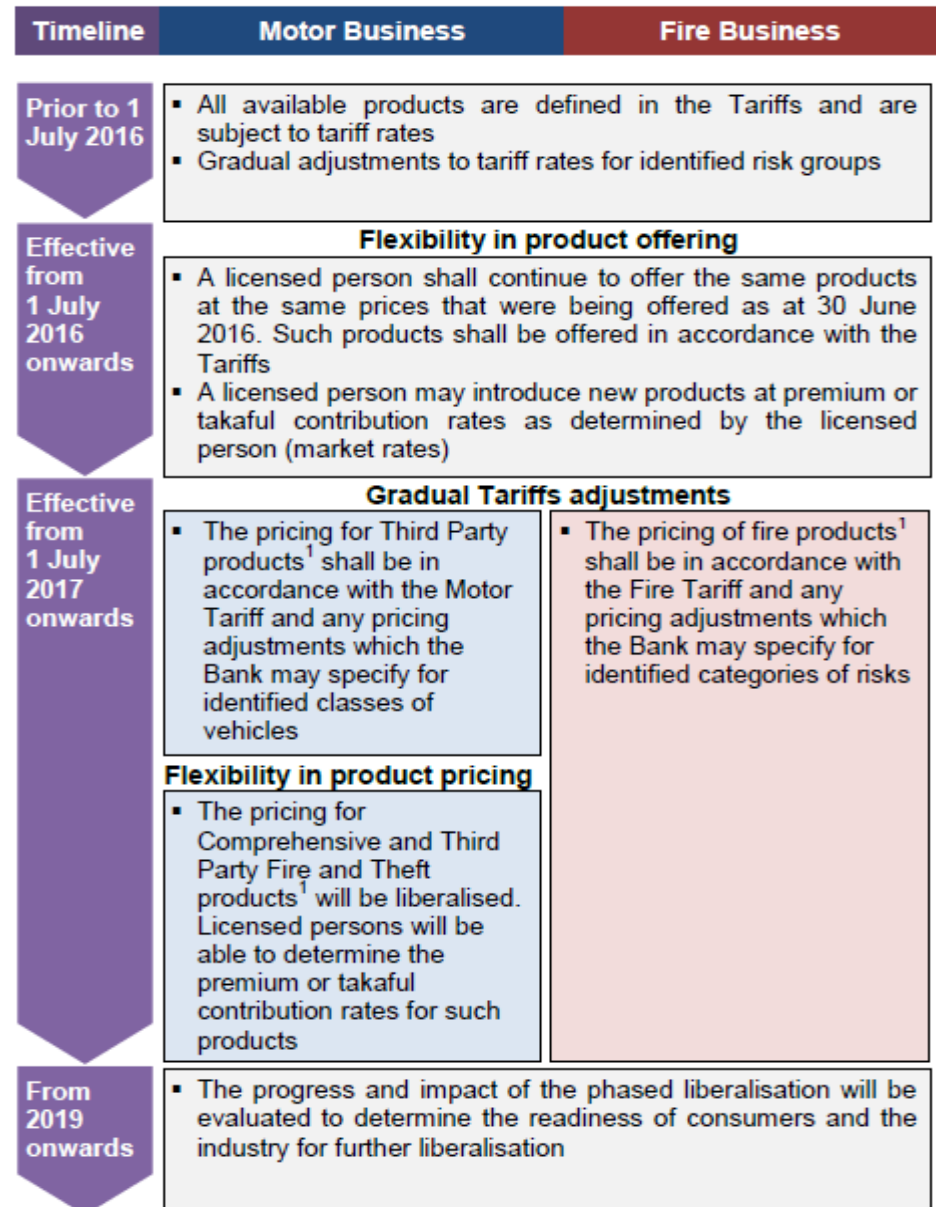 Timeline Motor Business Fire Business
Prior to 1
July 2016
▪ All available products are defined in the Tariffs and are
subject to tariff rates
▪ Gradual adjustments to tariff rates for identified risk groups
Effective
from
1 July
2016
onwards
Flexibility in product offering
▪ A licensed person shall continue to offer the same products
at the same prices that were being offered as at 30 June
2016. Such products shall be offered in accordance with the
Tariffs
▪ A licensed person may introduce new products at premium or
takaful contribution rates as determined by the licensed
person (market rates)
Effective
from
1 July
2017
onwards
Gradual Tariffs adjustments
▪ The pricing for Third Party
products¹ shall be in
accordance with the Motor
Tariff and any pricing
adjustments which the
Bank may specify for
identified classes of
vehicles
▪ The pricing of fire products¹
shall be in accordance with
the Fire Tariff and any
pricing adjustments which
the Bank may specify for
identified categories of risks
Flexibility in product pricing
▪ The pricing for
Comprehensive and Third
Party Fire and Theft
products¹ will be liberalised.
Licensed persons will be
able to determine the
premium or takaful
contribution rates for such
products
From
2019
onwards
▪ The progress and impact of the phased liberalisation will be
evaluated to determine the readiness of consumers and the
industry for further liberalisation